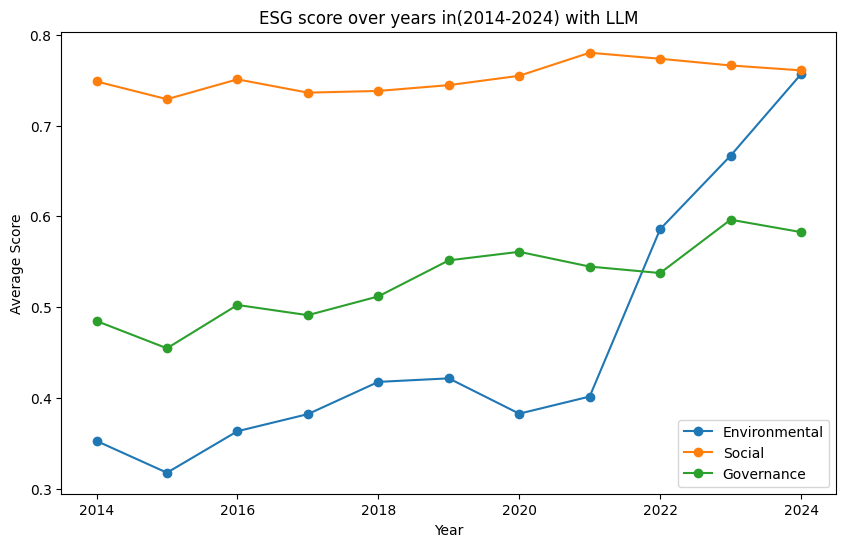 ESG score over years in(2014-2024) with LLM
0.8
0.7
0.6
0.5
0.4
0.3
Average Score
2014 2016 2018 2020 2022 2024
Year
Environmental
Social
Governance